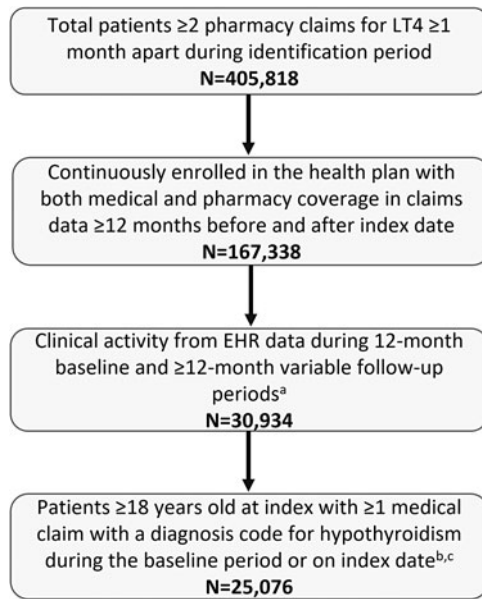 Total patients ≥2 pharmacy claims for LT4 ≥1
month apart during identification period
N=405,818
Continuously enrolled in the health plan with
both medical and pharmacy coverage in claims
data ≥12 months before and after index date
N=167,338
Clinical activity from EHR data during 12-month
baseline and ≥12-month variable follow-up
periodsᵃ
N=30,934
Patients ≥18 years old at index with ≥1 medical
claim with a diagnosis code for hypothyroidism
during the baseline period or on index dateᵇ,ᶜ
N=25,076